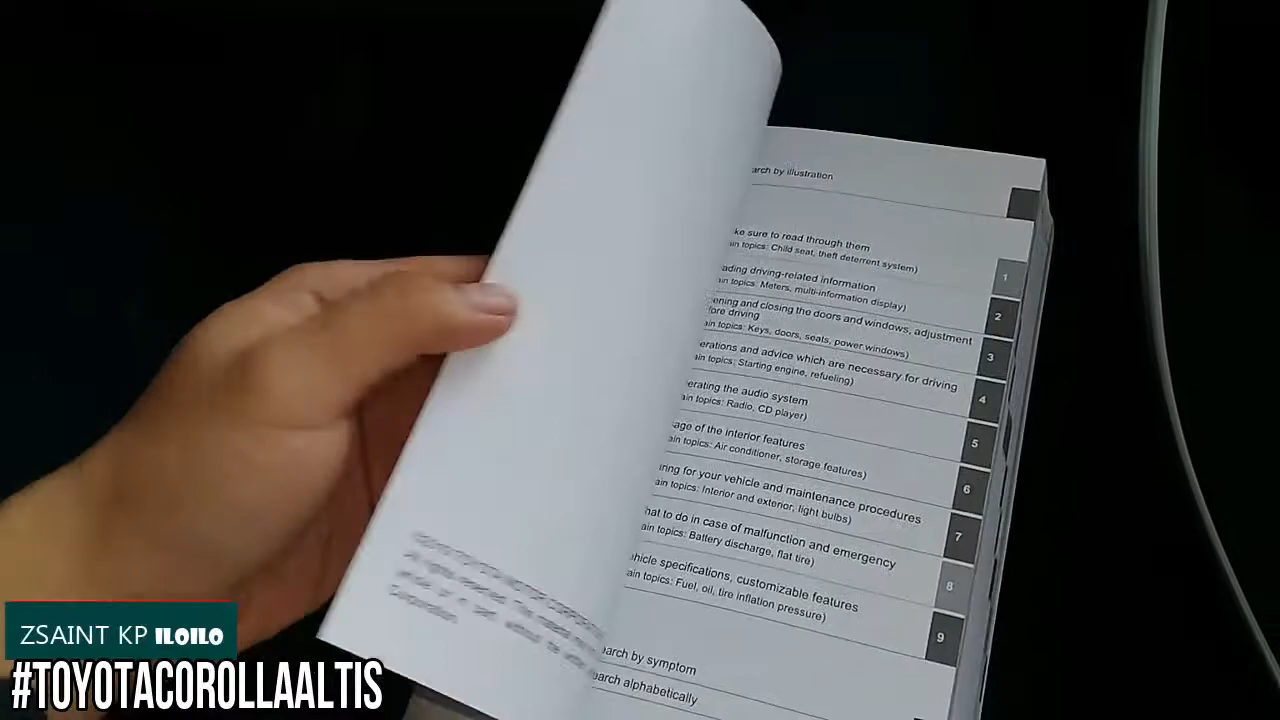 arch by illustration
ke sure to read through them
ain topics: Child seat, theft deterrent system)
1
ading driving-related information
ain topics: Meters, multi-information display)
2
ening and closing the doors and windows, adjustment
fore driving
ain topics: Keys, doors, seats, power windows)
3
erations and advice which are necessary for driving
ain topics: Starting engine, refueling)
4
erating the audio system
ain topics: Radio, CD player)
5
age of the interior features
ain topics: Air conditioner, storage features)
6
ring for your vehicle and maintenance procedures
ain topics: Interior and exterior, light bulbs)
7
hat to do in case of malfunction and emergency
ain topics: Battery discharge, flat tire)
8
ehicle specifications, customizable features
ain topics: Fuel, oil, tire inflation pressure)
9
earch by symptom
earch alphabetically
ZSAINT KP ILOILO
#TOYOTACOROLLAALTIS